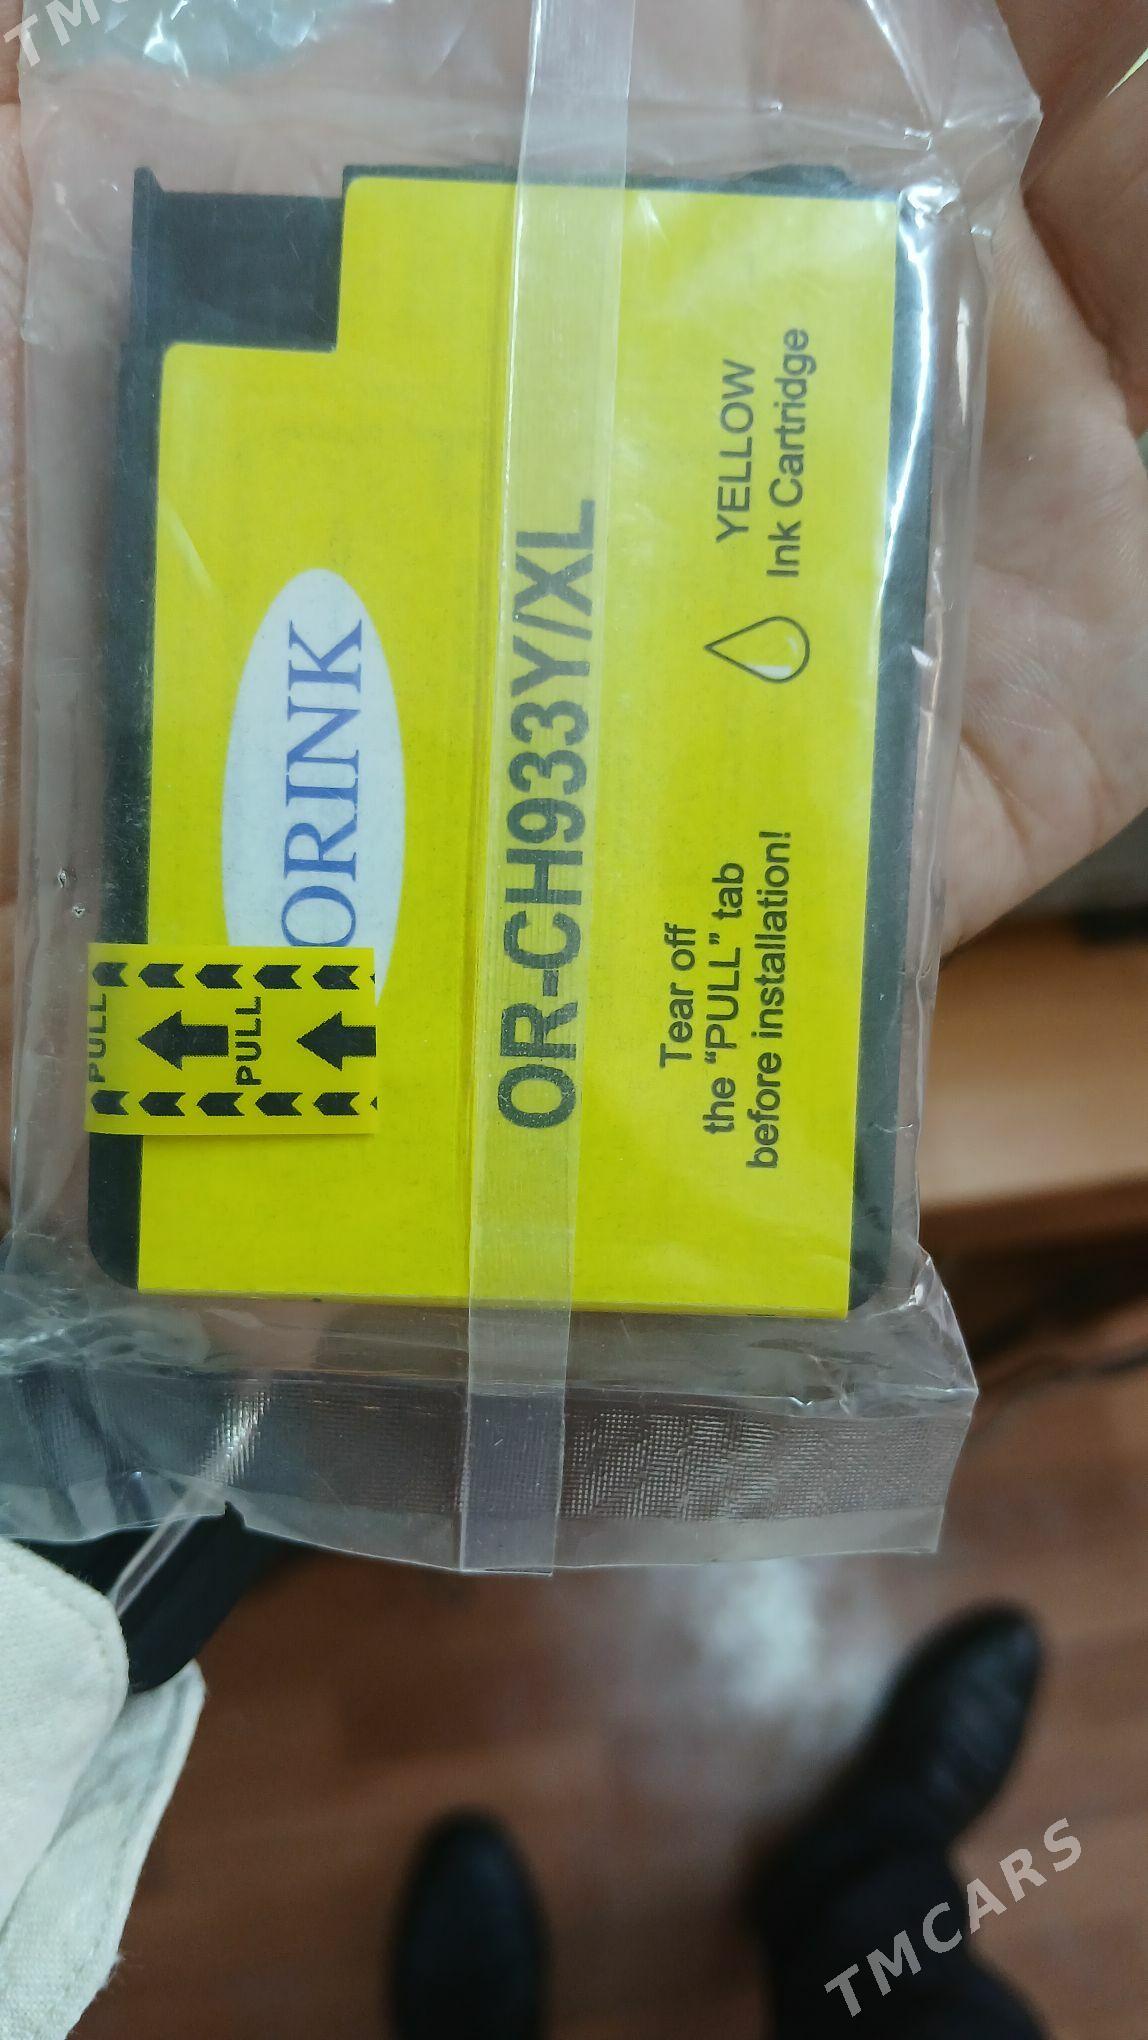 ORINK
OR-CH933Y/XL
Tear off
the "PULL" tab
before installation!
YELLOW
Ink Cartridge
PULL
PULL
TMCARS